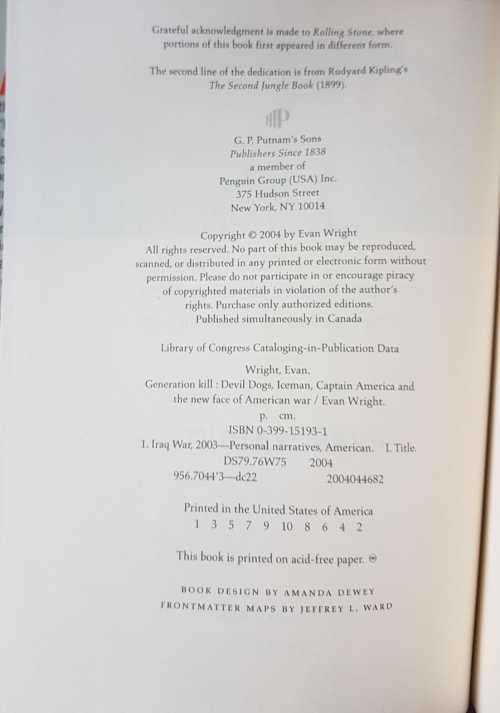 Grateful acknowledgment is made to Rolling Stone, where
portions of this book first appeared in different form.
The second line of the dedication is from Rudyard Kipling's
The Second Jungle Book (1899).
G. P. Putnam's Sons
Publishers Since 1838
a member of
Penguin Group (USA) Inc.
375 Hudson Street
New York, NY 10014
Copyright © 2004 by Evan Wright
All rights reserved. No part of this book may be reproduced,
scanned, or distributed in any printed or electronic form without
permission. Please do not participate in or encourage piracy
of copyrighted materials in violation of the author's
rights. Purchase only authorized editions.
Published simultaneously in Canada
Library of Congress Cataloging-in-Publication Data
Wright, Evan.
Generation kill : Devil Dogs, Iceman, Captain America and
the new face of American war / Evan Wright.
p. cm.
ISBN 0-399-15193-1
1. Iraq War, 2003—Personal narratives, American. I. Title.
DS79.76W75 2004
956.7044'3—dc22 2004044682
Printed in the United States of America
1 3 5 7 9 10 8 6 4 2
This book is printed on acid-free paper. ♾
BOOK DESIGN BY AMANDA DEWEY
FRONTMATTER MAPS BY JEFFREY L. WARD